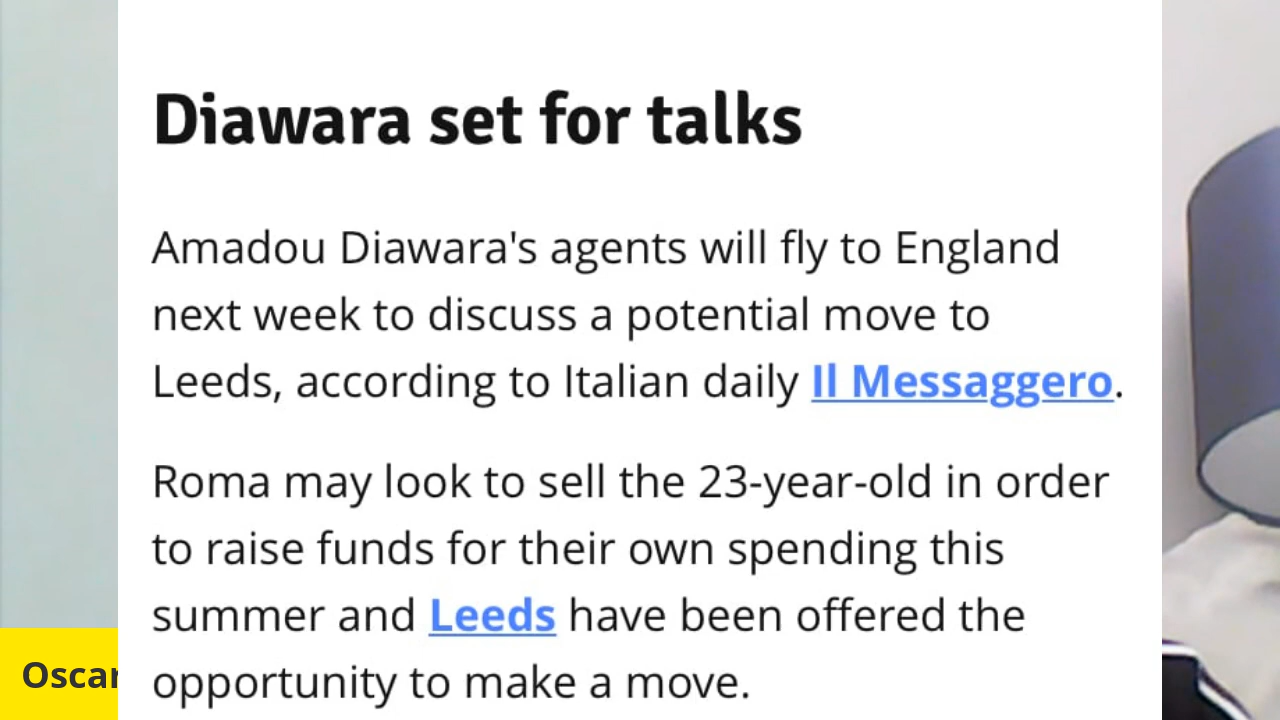 Diawara set for talks
Amadou Diawara's agents will fly to England
next week to discuss a potential move to
Leeds, according to Italian daily Il Messaggero.
Roma may look to sell the 23-year-old in order
to raise funds for their own spending this
summer and Leeds have been offered the
opportunity to make a move.
Oscar